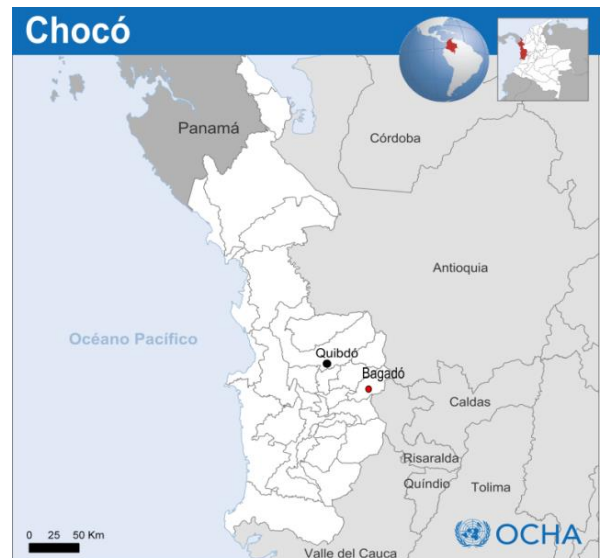 Chocó
Panamá
Córdoba
Antioquia
Océano Pacífico
Quibdó
Bagadó
Caldas
Risaralda
Quíndio
Tolima
0 25 50 Km
OCHA
Valle del Cauca